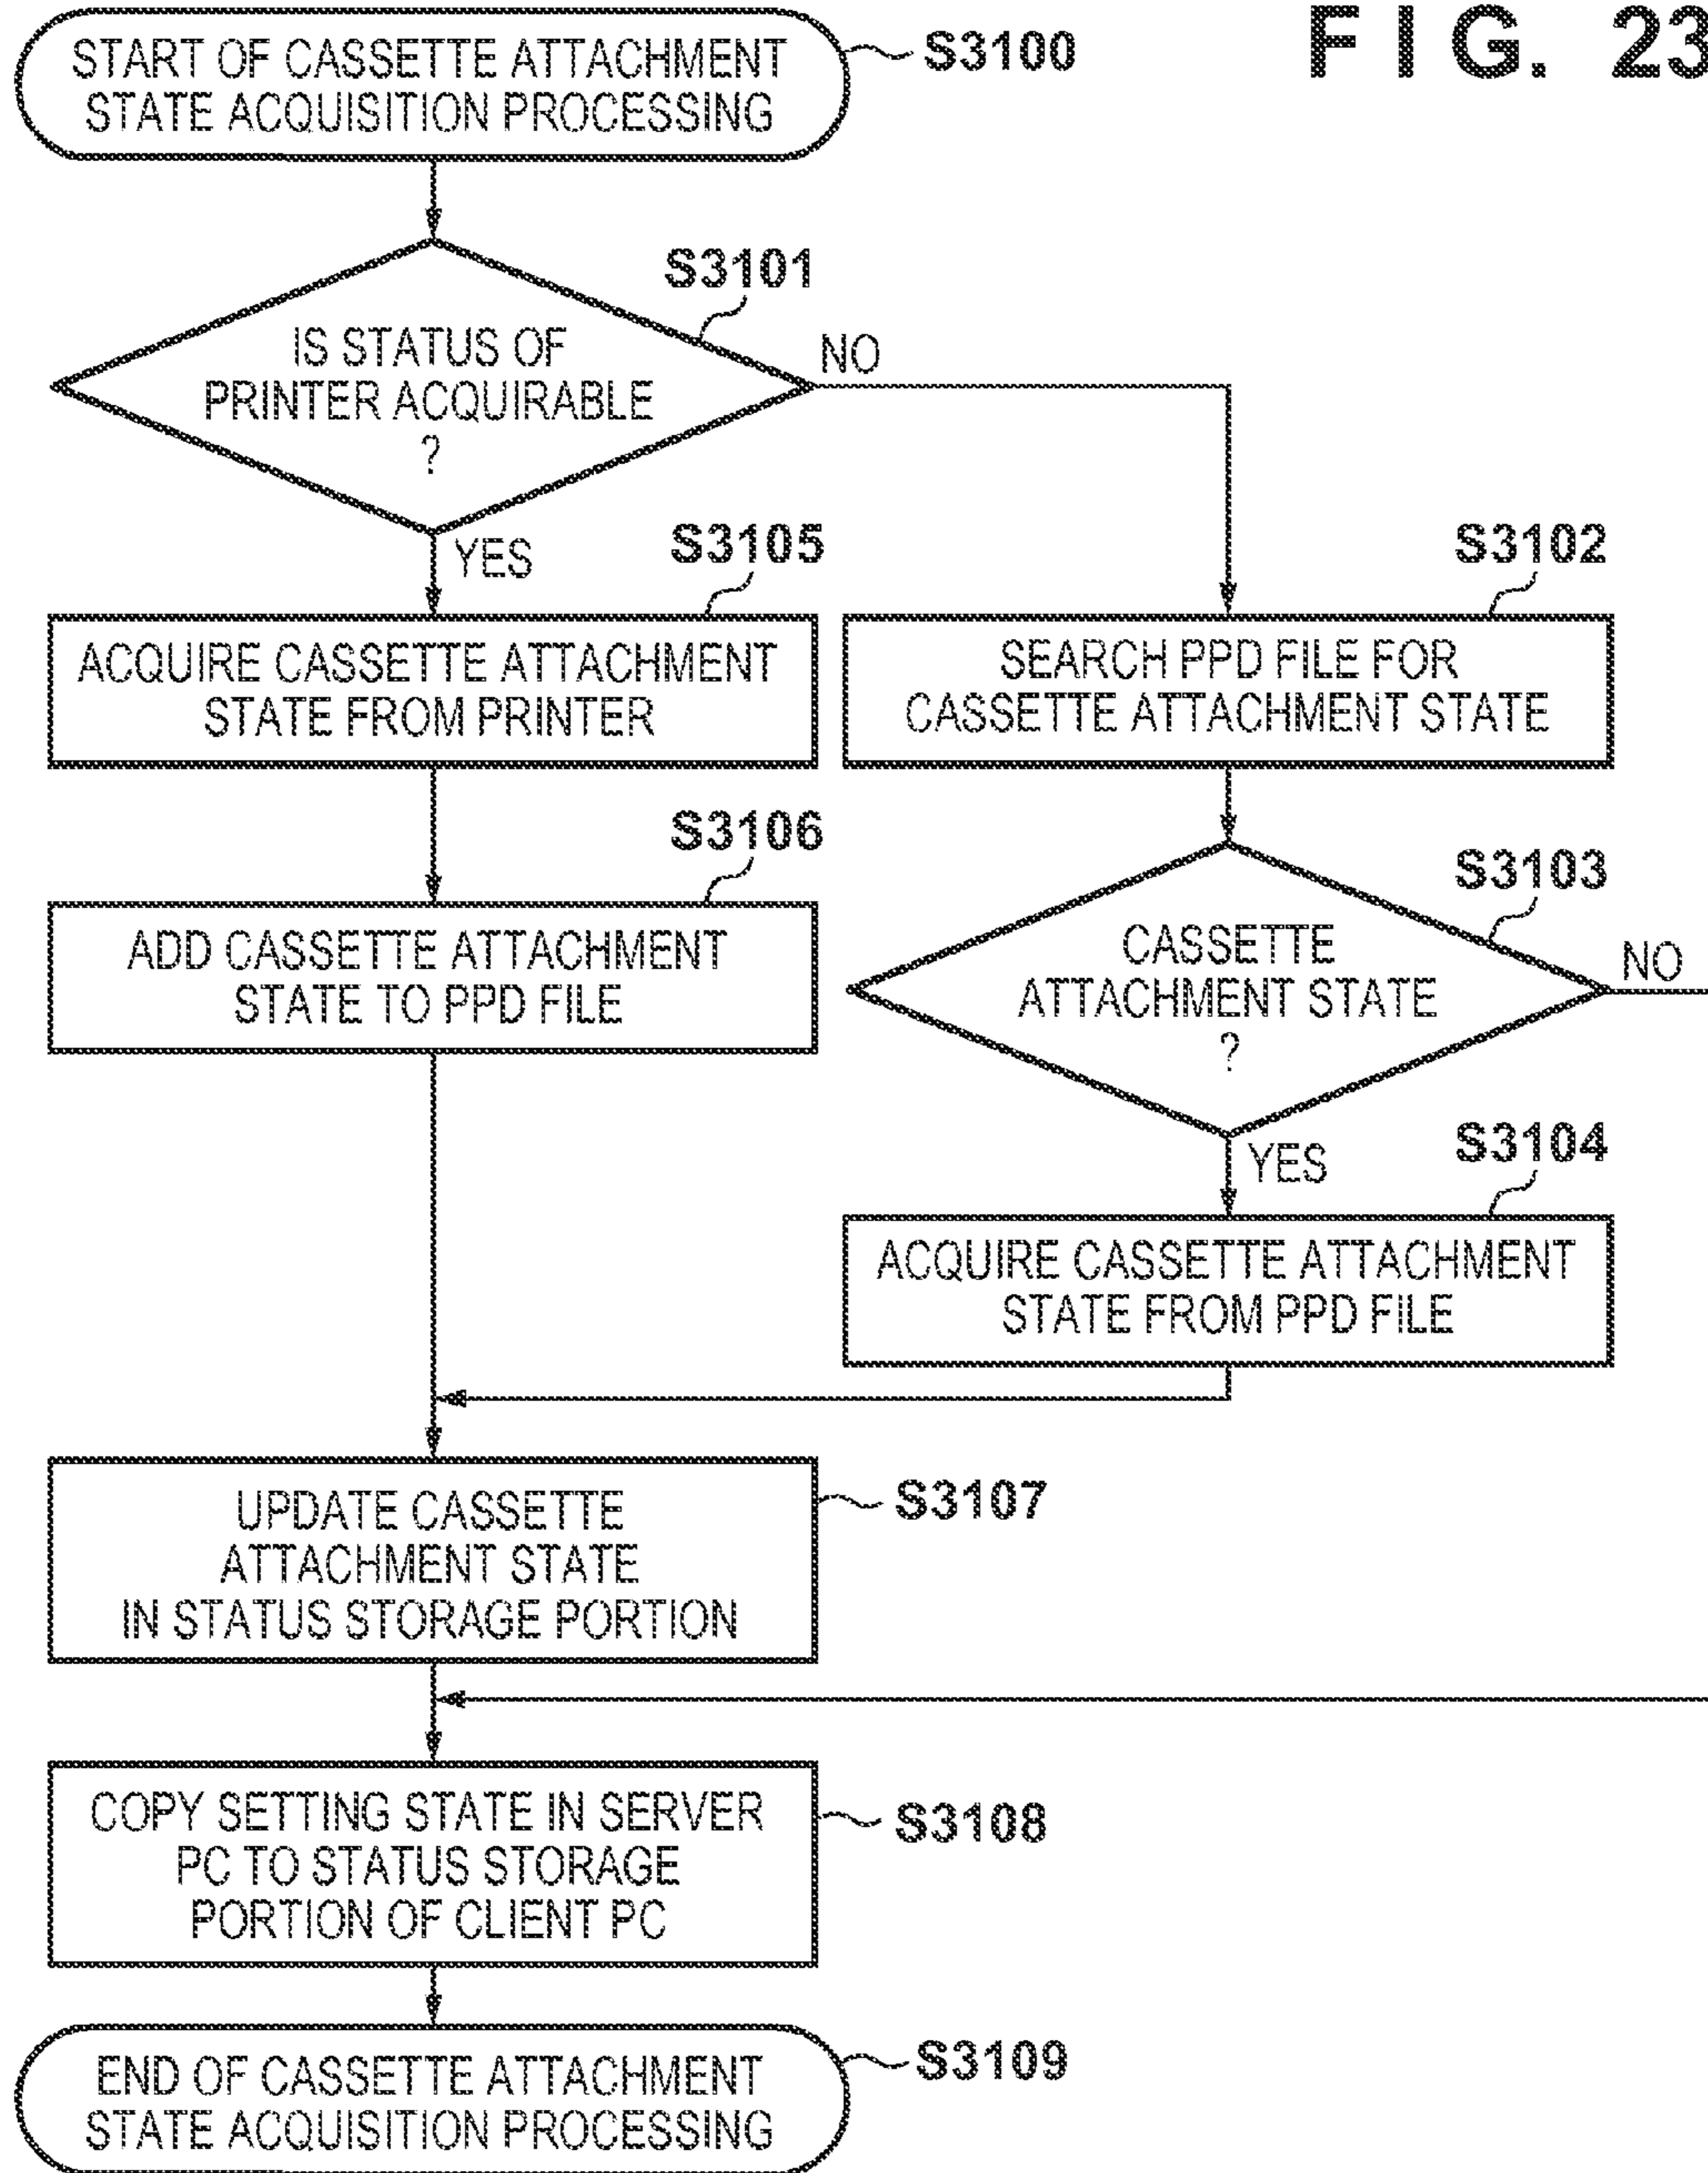 F I G. 23
START OF CASSETTE ATTACHMENT
STATE ACQUISITION PROCESSING
S3100
S3101
IS STATUS OF
PRINTER ACQUIRABLE
?
NO
YES
S3105
ACQUIRE CASSETTE ATTACHMENT
STATE FROM PRINTER
S3102
SEARCH PPD FILE FOR
CASSETTE ATTACHMENT STATE
S3106
ADD CASSETTE ATTACHMENT
STATE TO PPD FILE
S3103
CASSETTE
ATTACHMENT STATE
?
NO
YES
S3104
ACQUIRE CASSETTE ATTACHMENT
STATE FROM PPD FILE
UPDATE CASSETTE
ATTACHMENT STATE
IN STATUS STORAGE PORTION
S3107
COPY SETTING STATE IN SERVER
PC TO STATUS STORAGE
PORTION OF CLIENT PC
S3108
END OF CASSETTE ATTACHMENT
STATE ACQUISITION PROCESSING
S3109